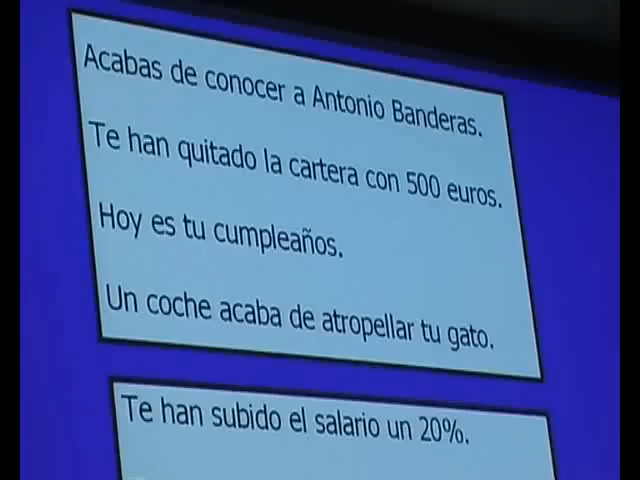 Acabas de conocer a Antonio Banderas.
Te han quitado la cartera con 500 euros.
Hoy es tu cumpleaños.
Un coche acaba de atropellar tu gato.
Te han subido el salario un 20%.